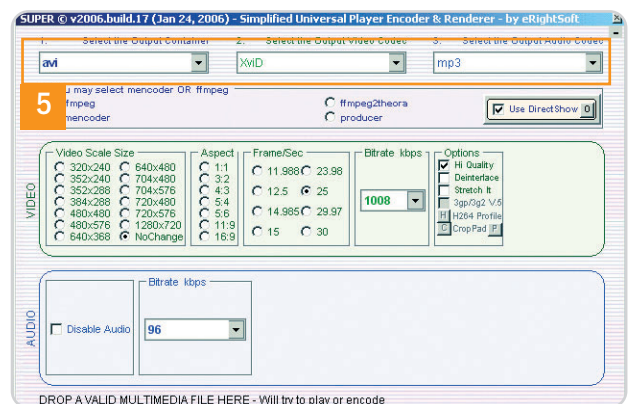 SUPER © v2006.build.17 (Jan 24, 2006) - Simplified Universal Player Encoder & Renderer - by eRightSoft
1. Select the Output Container 2. Select the Output Video Codec 3. Select the Output Audio Codec
avi XviD mp3
5
u may select mencoder OR ffmpeg
fmpeg ffmpeg2theora
mencoder producer
Use DirectShow 0
VIDEO
Video Scale Size
320x240 640x480
352x240 704x480
352x288 704x576
384x288 720x480
480x480 720x576
480x576 1280x720
640x368 NoChange
Aspect
1:1
3:2
4:3
5:4
5:6
11:9
16:9
Frame/Sec
11.988 23.98
12.5 25
14.985 29.97
15 30
Bitrate kbps
1008
Options
Hi Quality
Deinterlace
Stretch It
3gp/3g2 V.5
H H264 Profile
C Crop Pad P
AUDIO
Disable Audio
Bitrate kbps
96
DROP A VALID MULTIMEDIA FILE HERE - Will try to play or encode